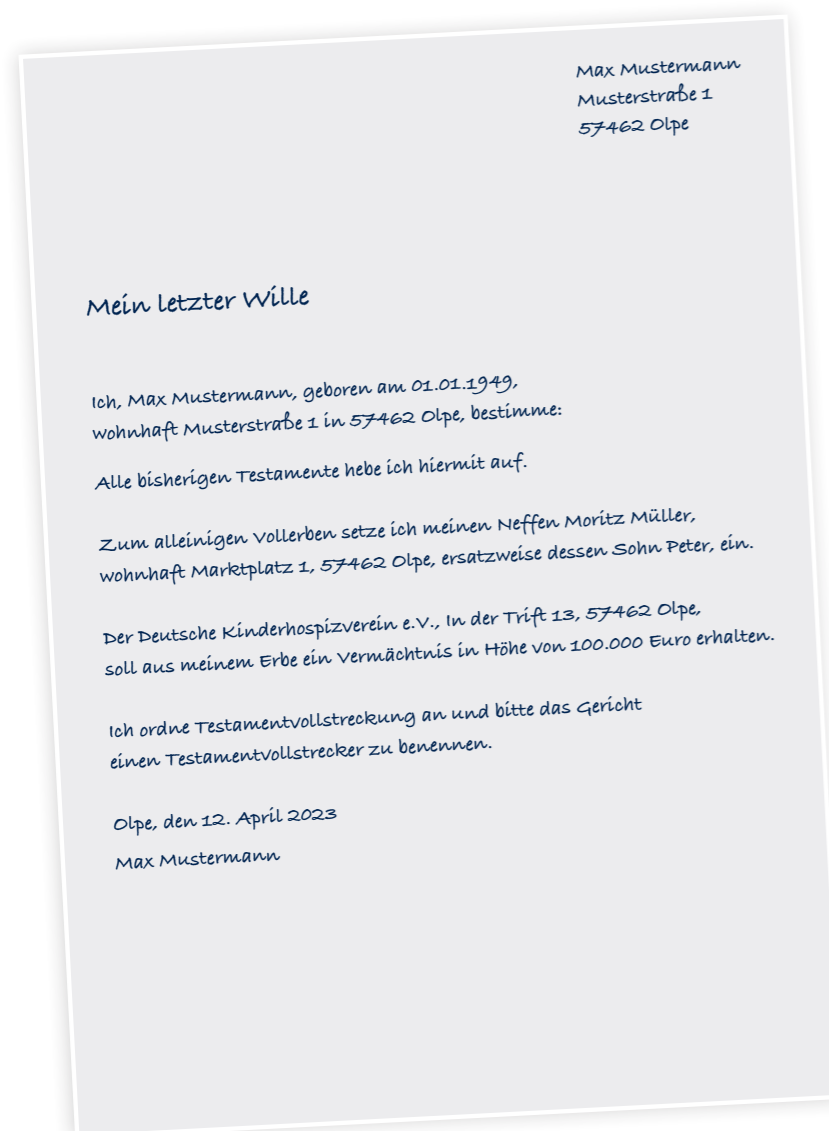 Max Mustermann
Musterstraße 1
57462 Olpe
Mein letzter Wille
Ich, Max Mustermann, geboren am 01.01.1949,
wohnhaft Musterstraße 1 in 57462 Olpe, bestimme:
Alle bisherigen Testamente hebe ich hiermit auf.
Zum alleinigen Vollerben setze ich meinen Neffen Moritz Müller,
wohnhaft Marktplatz 1, 57462 Olpe, ersatzweise dessen Sohn Peter, ein.
Der Deutsche Kinderhospizverein e.V., In der Trift 13, 57462 Olpe,
soll aus meinem Erbe ein Vermächtnis in Höhe von 100.000 Euro erhalten.
Ich ordne Testamentvollstreckung an und bitte das Gericht
einen Testamentvollstrecker zu benennen.
Olpe, den 12. April 2023
Max Mustermann